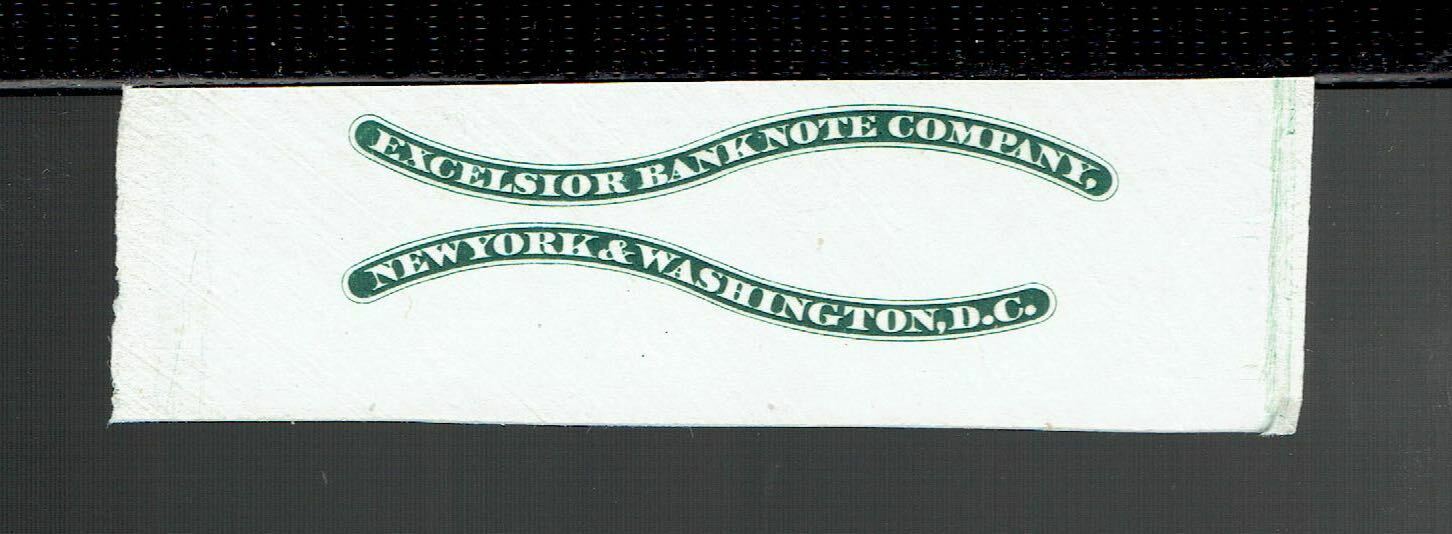 EXCELSIOR BANK NOTE COMPANY,
NEW YORK & WASHINGTON, D.C.